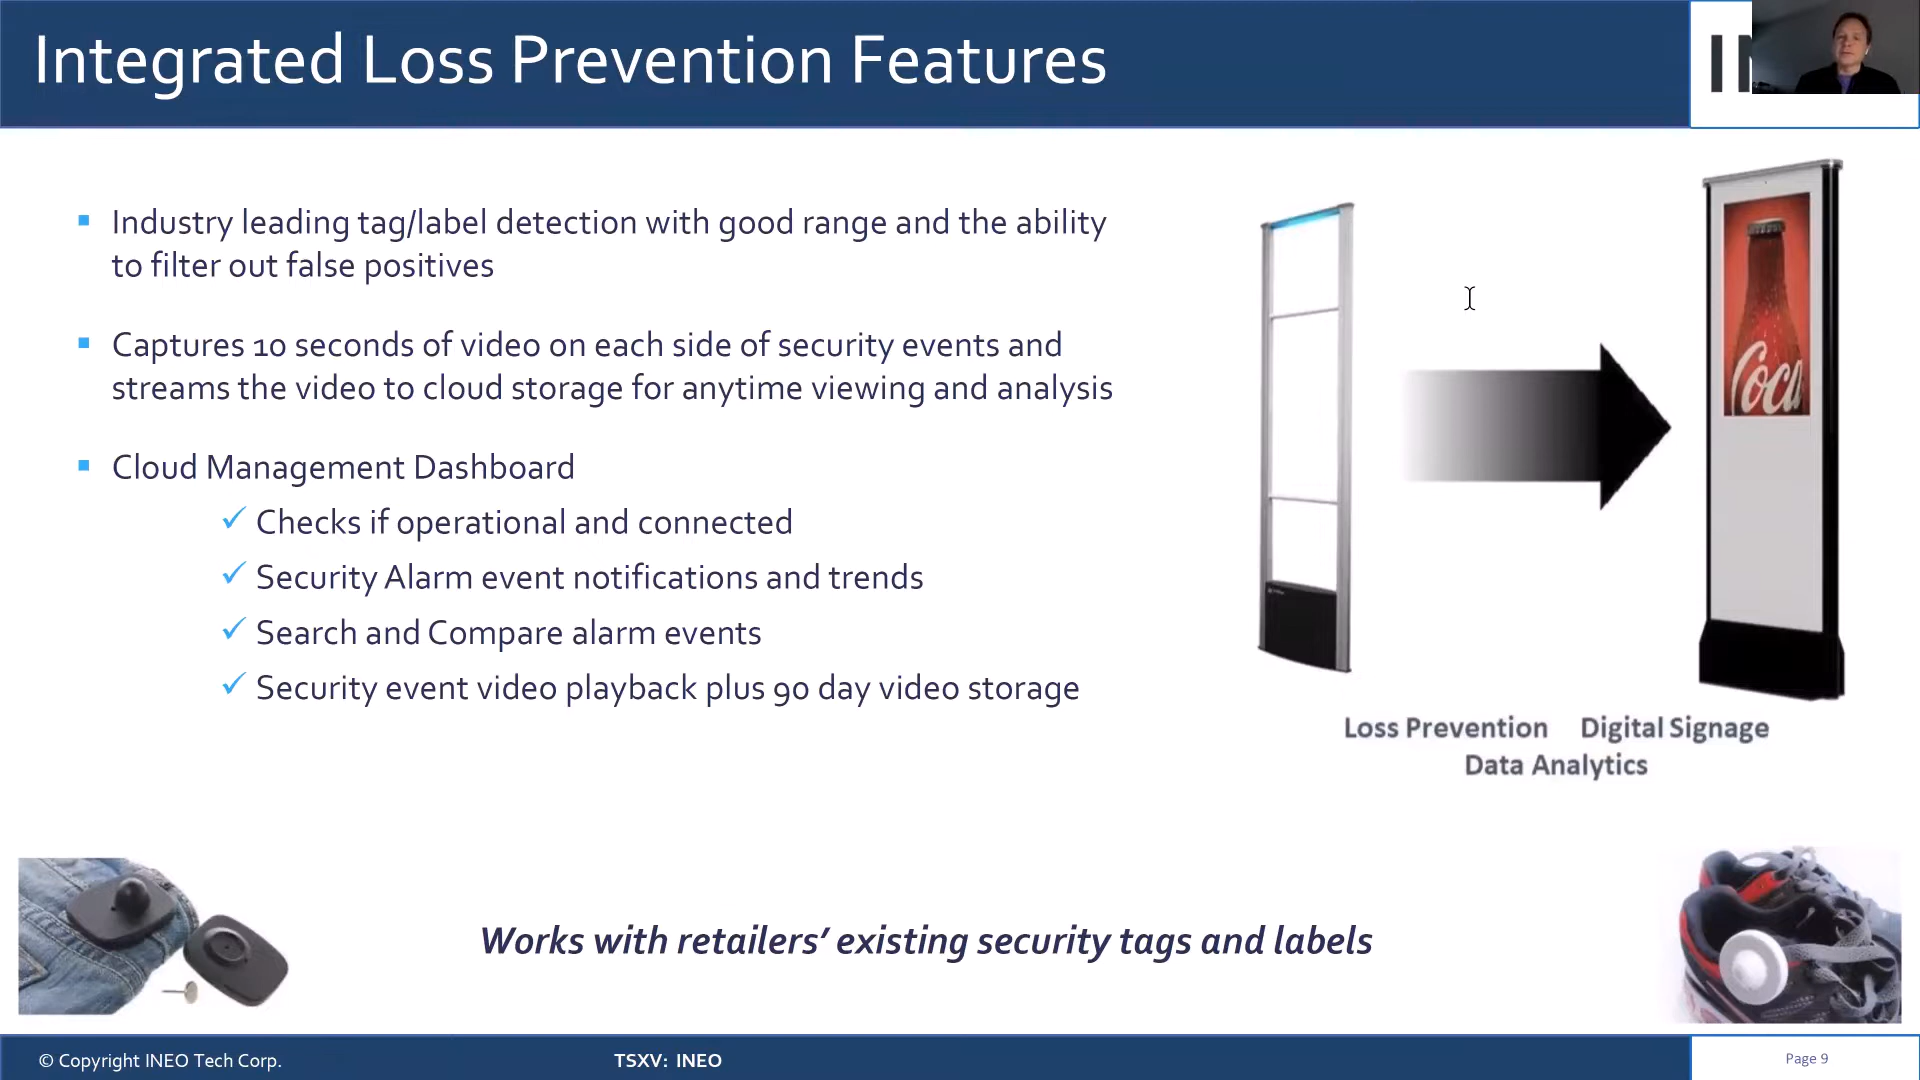 Integrated Loss Prevention Features
Industry leading tag/label detection with good range and the ability
to filter out false positives
Captures 10 seconds of video on each side of security events and
streams the video to cloud storage for anytime viewing and analysis
Cloud Management Dashboard
Checks if operational and connected
Security Alarm event notifications and trends
Search and Compare alarm events
Security event video playback plus 90 day video storage
Coca
Loss Prevention Digital Signage
Data Analytics
Works with retailers’ existing security tags and labels
© Copyright INEO Tech Corp.
TSXV: INEO
Page 9